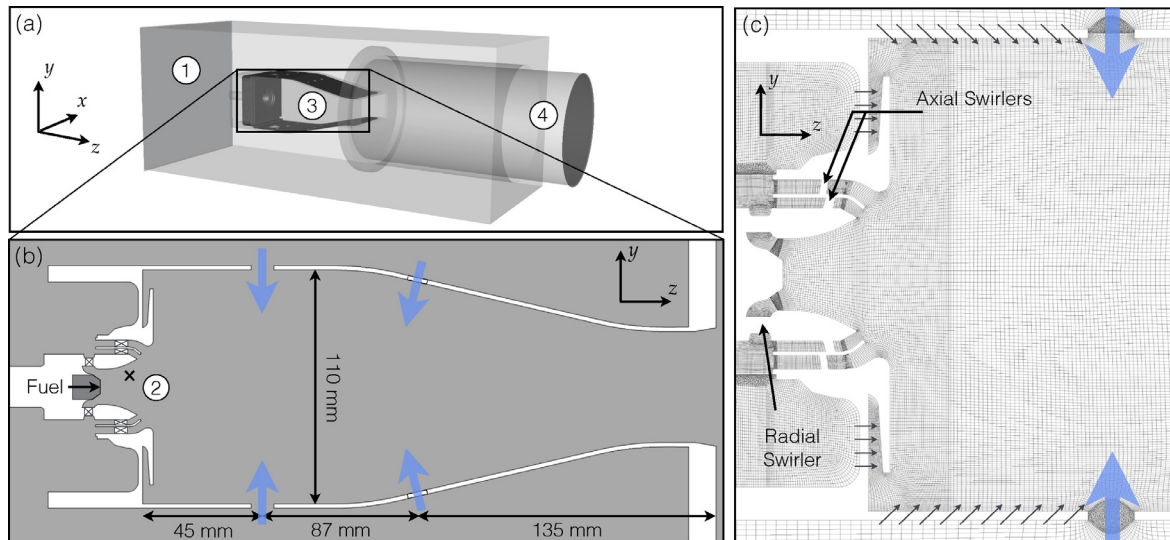 (a)
1
3
4
y
x
z
(b)
y
z
Fuel
2
110 mm
45 mm
87 mm
135 mm
(c)
Axial Swirlers
y
z
Radial
Swirler